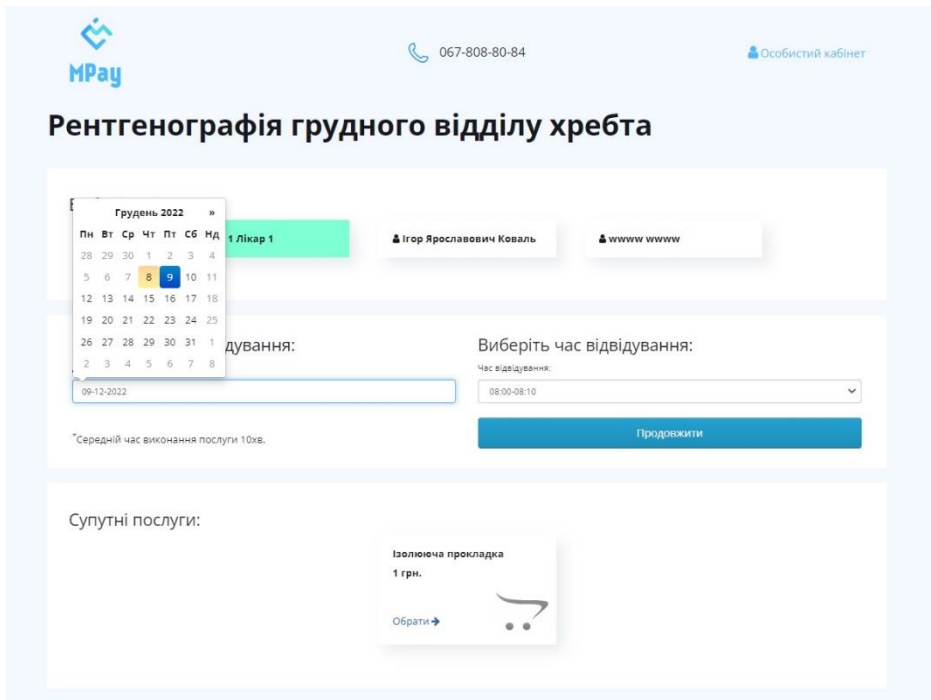 MPay
067-808-80-84
Особистий кабінет
Рентгенографія грудного відділу хребта
Грудень 2022 »
Пн Вт Ср Чт Пт Сб Нд
28 29 30 1 2 3 4
5 6 7 8 9 10 11
12 13 14 15 16 17 18
19 20 21 22 23 24 25
26 27 28 29 30 31 1
2 3 4 5 6 7 8
1 Лікар 1
Ігор Ярославович Коваль
wwww wwww
дування:
09-12-2022
*Середній час виконання послуги 10хв.
Виберіть час відвідування:
Час відвідування:
08:00-08:10
Продовжити
Супутні послуги:
Ізолююча прокладка
1 грн.
Обрати